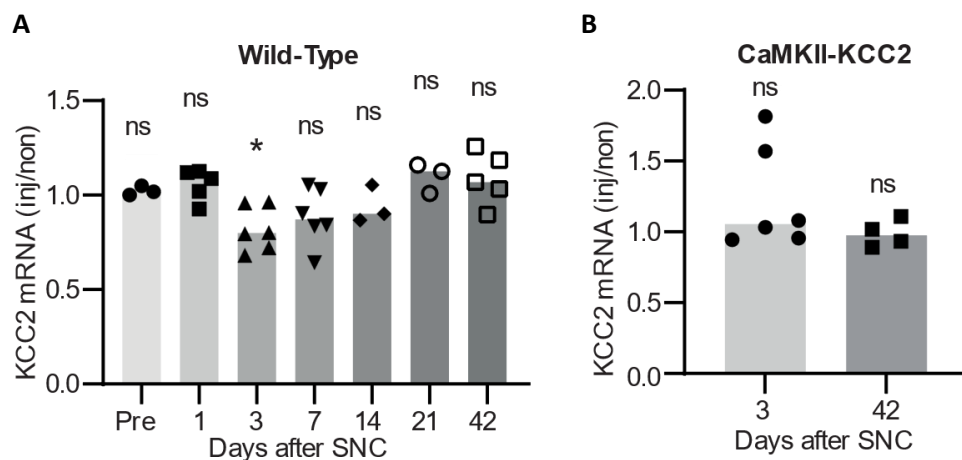 A
Wild-Type
KCC2 mRNA (inj/non)
1.5
1.0
0.5
0.0
ns
ns
*
ns
ns
ns
ns
Pre 1 3 7 14 21 42
Days after SNC
B
CaMKII-KCC2
KCC2 mRNA (inj/non)
2.0
1.5
1.0
0.5
0.0
ns
ns
3 42
Days after SNC